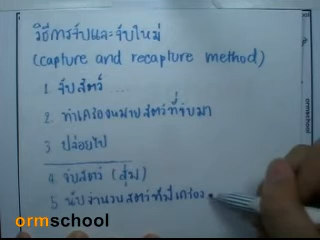 วิธีการจับและจับใหม่
(capture and recapture method)
1. จับสัตว์ ....
2. ทำเครื่องหมายสัตว์ที่จับมา
3. ปล่อยไป
4. จับสัตว์ (สุ่ม)
5. นับจำนวนสัตว์ที่มีเครื่อง
ormschool
ormschool